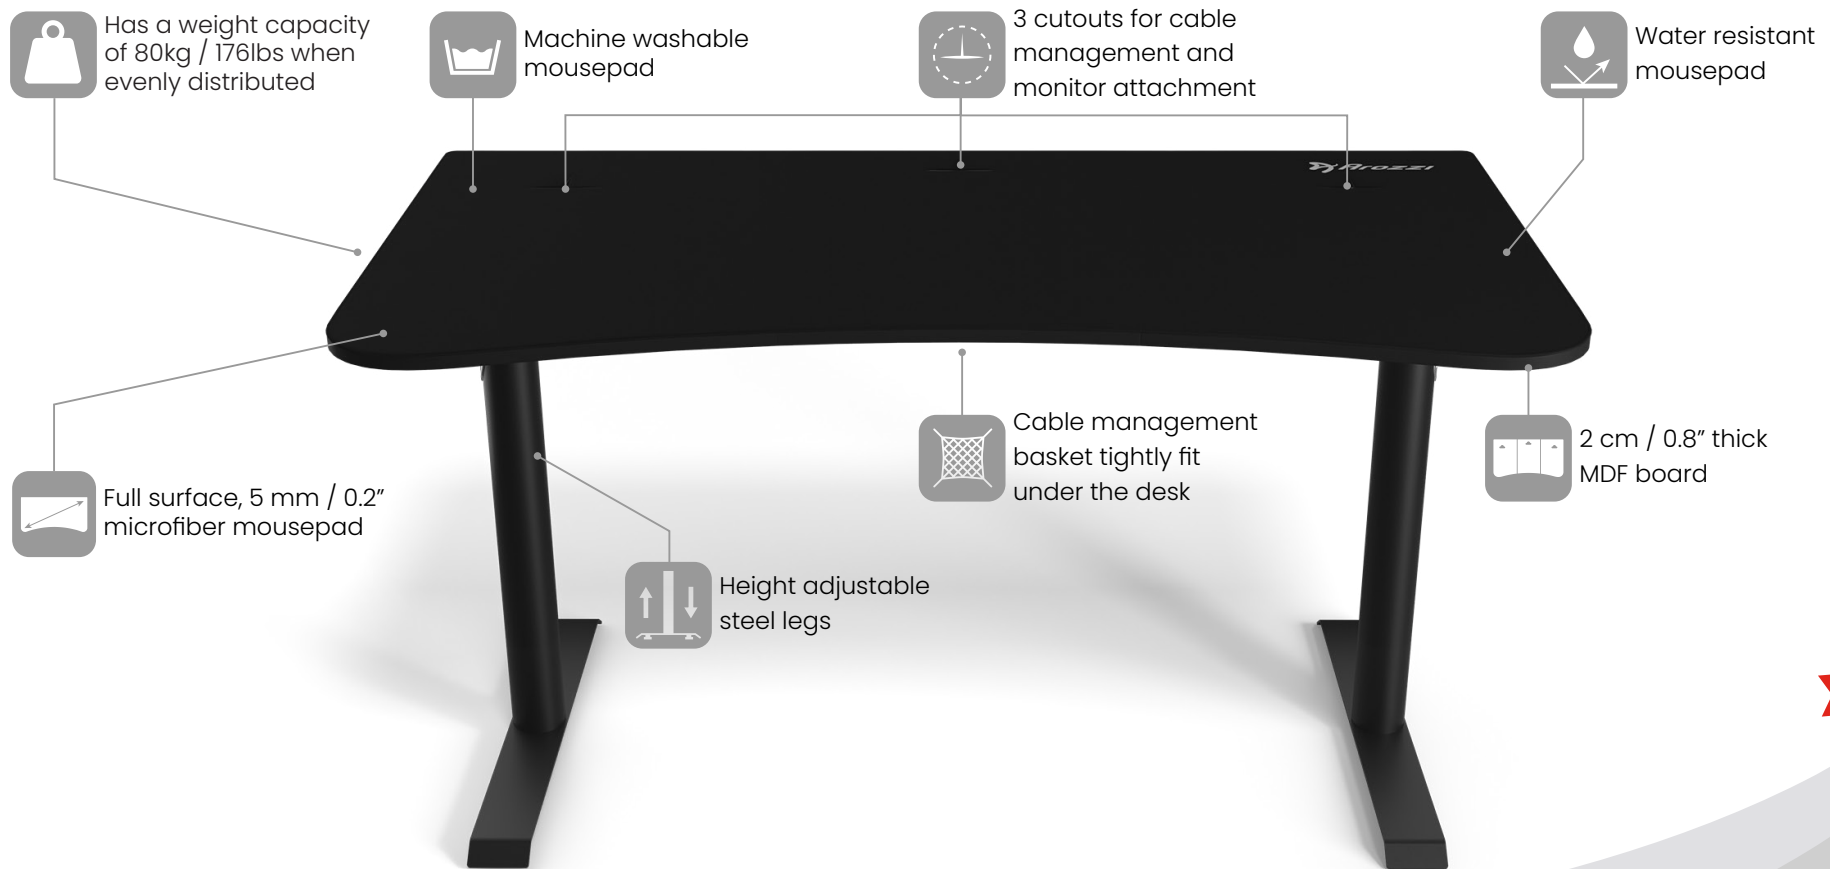 Has a weight capacity
of 80kg / 176lbs when
evenly distributed
Machine washable
mousepad
3 cutouts for cable
management and
monitor attachment
Water resistant
mousepad
Arozzi
Full surface, 5 mm / 0.2”
microfiber mousepad
Height adjustable
steel legs
Cable management
basket tightly fit
under the desk
2 cm / 0.8” thick
MDF board